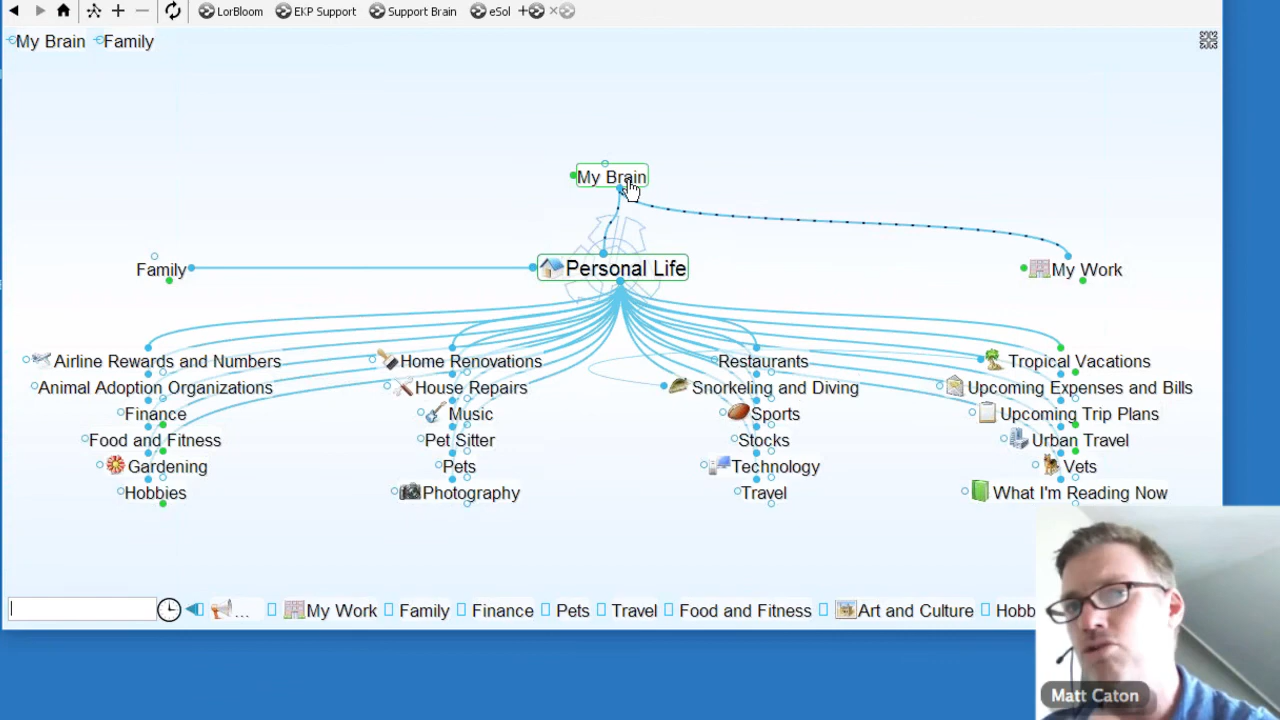 LorBloom EKP Support Support Brain eSol
My Brain Family
My Brain
Family Personal Life My Work
Airline Rewards and Numbers Home Renovations Restaurants Tropical Vacations
Animal Adoption Organizations House Repairs Snorkeling and Diving Upcoming Expenses and Bills
Finance Music Sports Upcoming Trip Plans
Food and Fitness Pet Sitter Stocks Urban Travel
Gardening Pets Technology Vets
Hobbies Photography Travel What I'm Reading Now
... My Work Family Finance Pets Travel Food and Fitness Art and Culture Hobb
Matt Caton